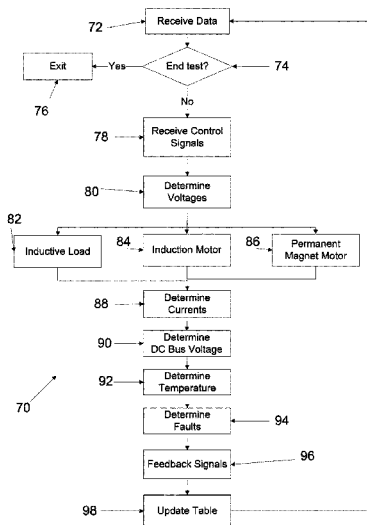 72
Receive Data
Exit
Yes
End test?
74
76
No
78
Receive Control
Signals
80
Determine
Voltages
82
84
86
Inductive Load
Induction Motor
Permanent
Magnet Motor
88
Determine
Currents
90
Determine
DC Bus Voltage
92
Determine
Temperature
70
Determine
Faults
94
Feedback Signals
96
98
Update Table